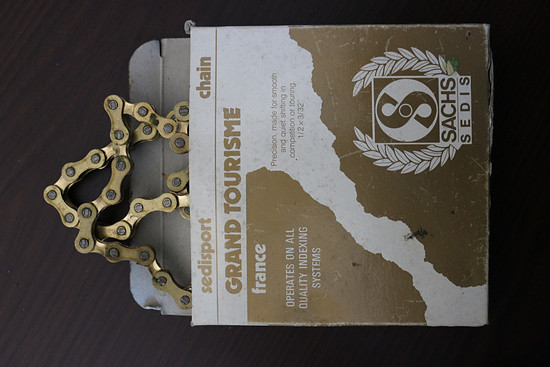 sedisport chain
GRAND TOURISME
france
Precision, made for smooth
and quiet shifting in
competition or touring.
1/2 x 3/32"
OPERATES ON ALL
QUALITY INDEXING
SYSTEMS
SACHS
SEDIS